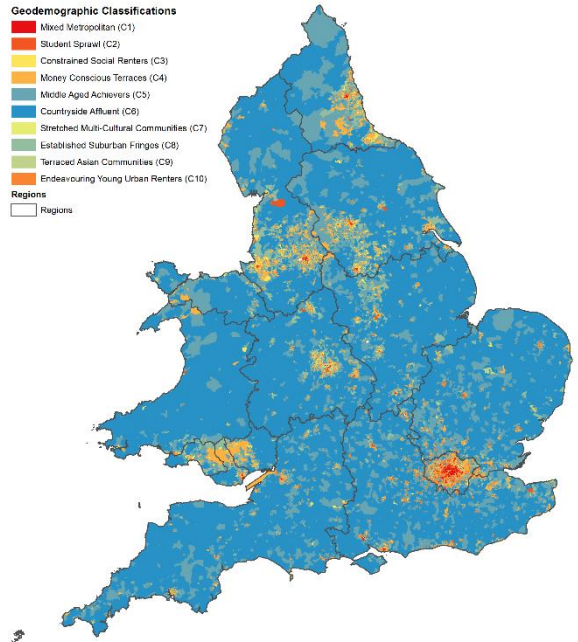 Geodemographic Classifications
Mixed Metropolitan (C1)
Student Sprawl (C2)
Constrained Social Renters (C3)
Money Conscious Terraces (C4)
Middle Aged Achievers (C5)
Countryside Affluent (C6)
Stretched Multi-Cultural Communities (C7)
Established Suburban Fringes (C8)
Terraced Asian Communities (C9)
Endeavouring Young Urban Renters (C10)
Regions
Regions